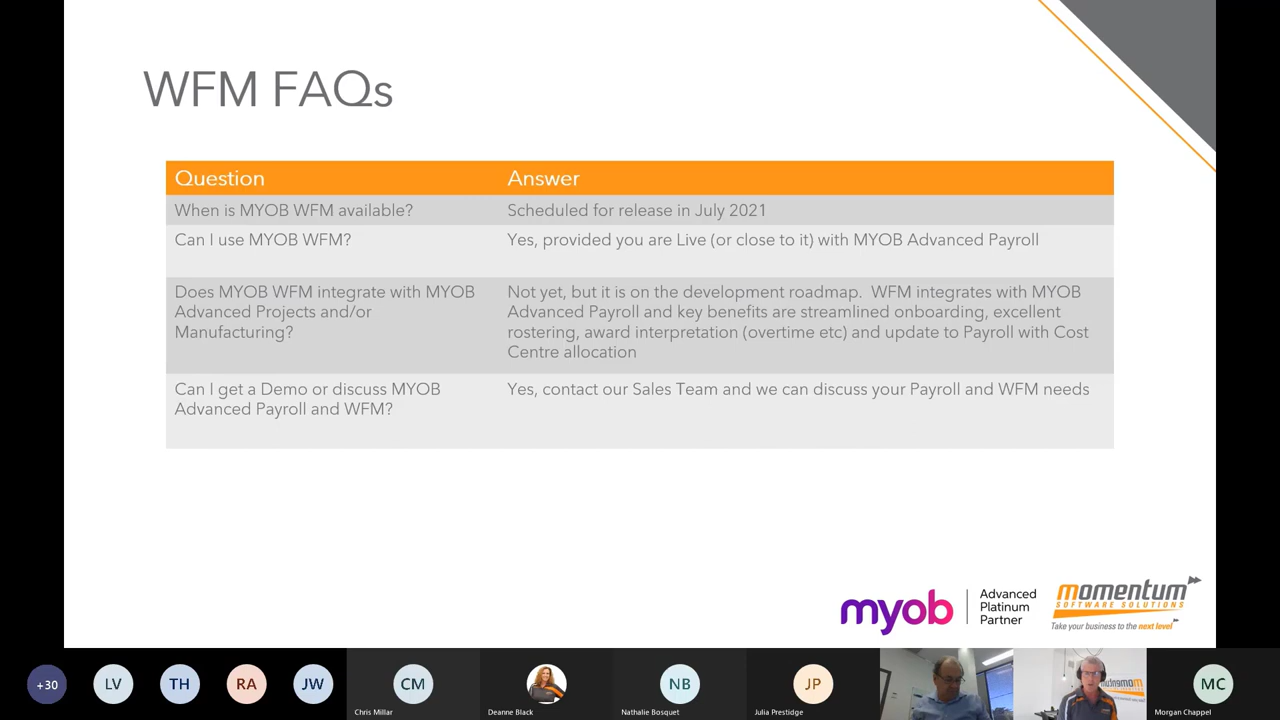 WFM FAQs
Question
Answer
When is MYOB WFM available?
Scheduled for release in July 2021
Can I use MYOB WFM?
Yes, provided you are Live (or close to it) with MYOB Advanced Payroll
Does MYOB WFM integrate with MYOB
Advanced Projects and/or
Manufacturing?
Not yet, but it is on the development roadmap.  WFM integrates with MYOB
Advanced Payroll and key benefits are streamlined onboarding, excellent
rostering, award interpretation (overtime etc) and update to Payroll with Cost
Centre allocation
Can I get a Demo or discuss MYOB
Advanced Payroll and WFM?
Yes, contact our Sales Team and we can discuss your Payroll and WFM needs
myob
Advanced
Platinum
Partner
momentum
SOFTWARE SOLUTIONS
Take your business to the next level
+30
LV
TH
RA
JW
CM
Chris Millar
Deanne Black
NB
Nathalie Bosquet
JP
Julia Prestidge
MC
Morgan Chappel